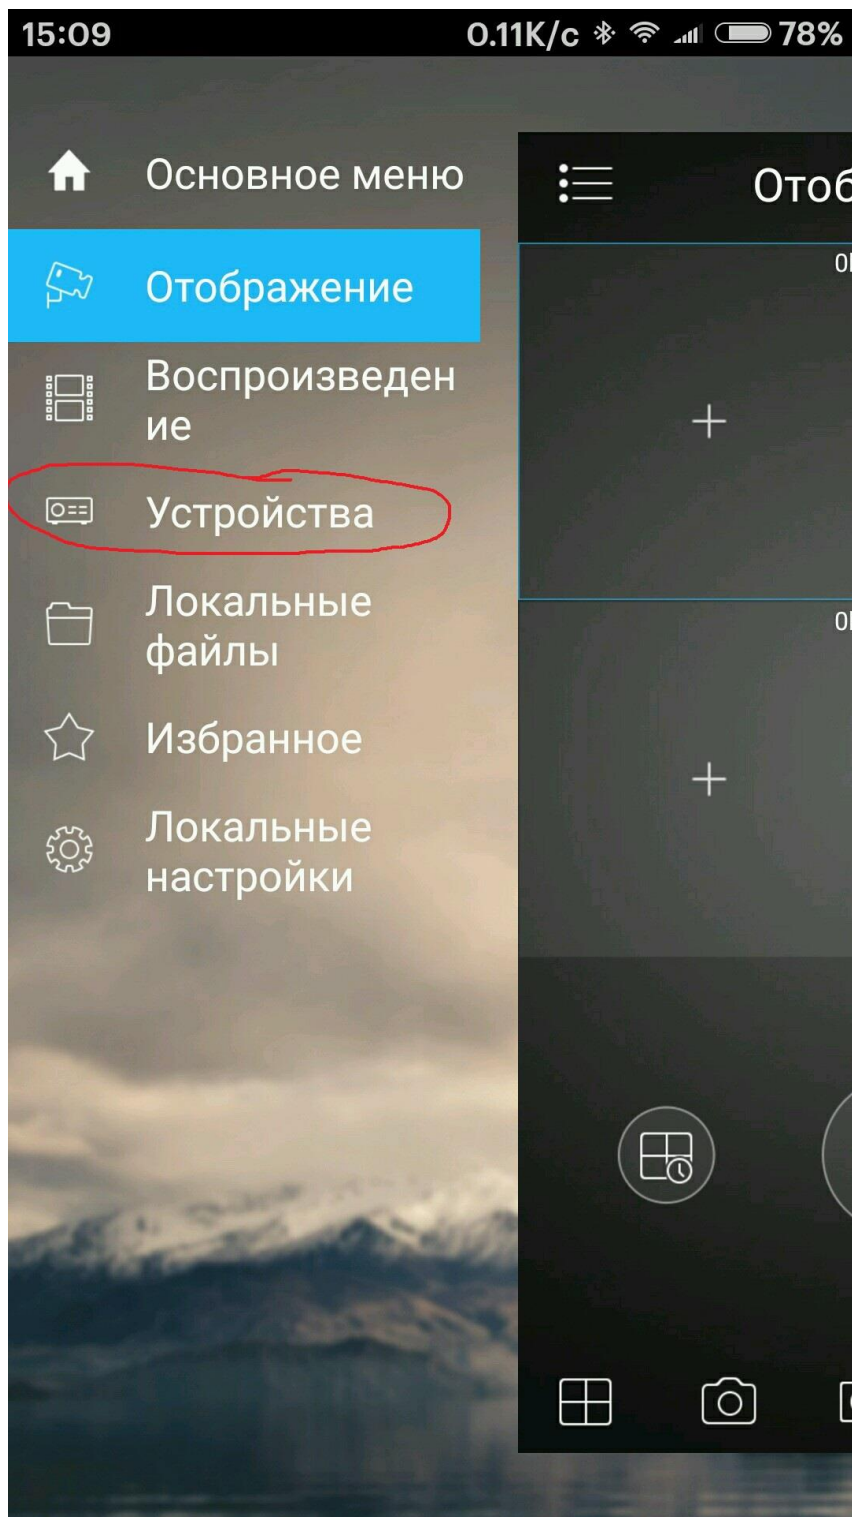 15:09 0.11K/c 78%
Основное меню
Отображение
Воспроизведен
ие
Устройства
Локальные
файлы
Избранное
Локальные
настройки